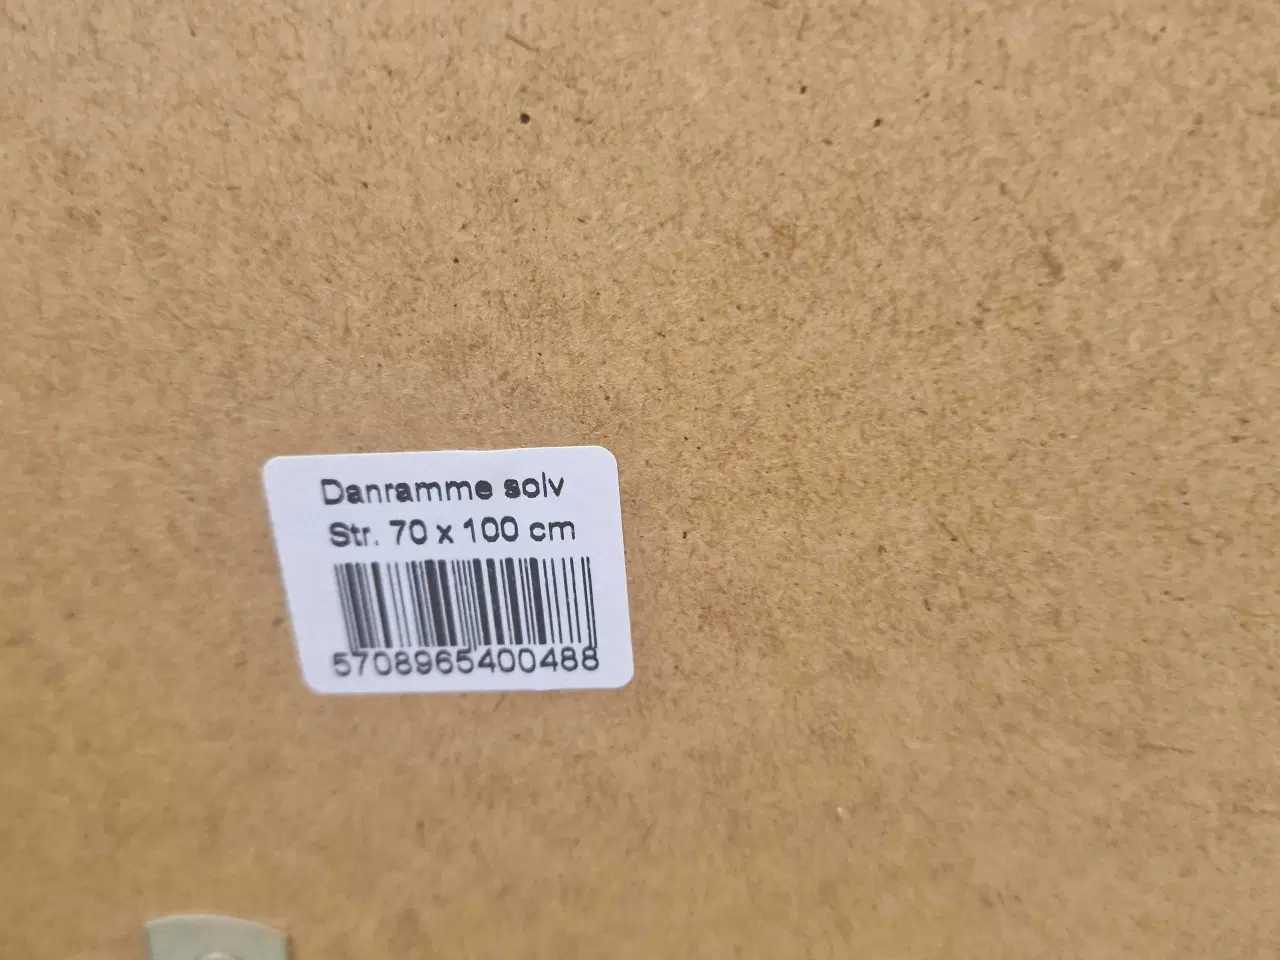 Danramme solv
Str. 70 x 100 cm
5708965400488